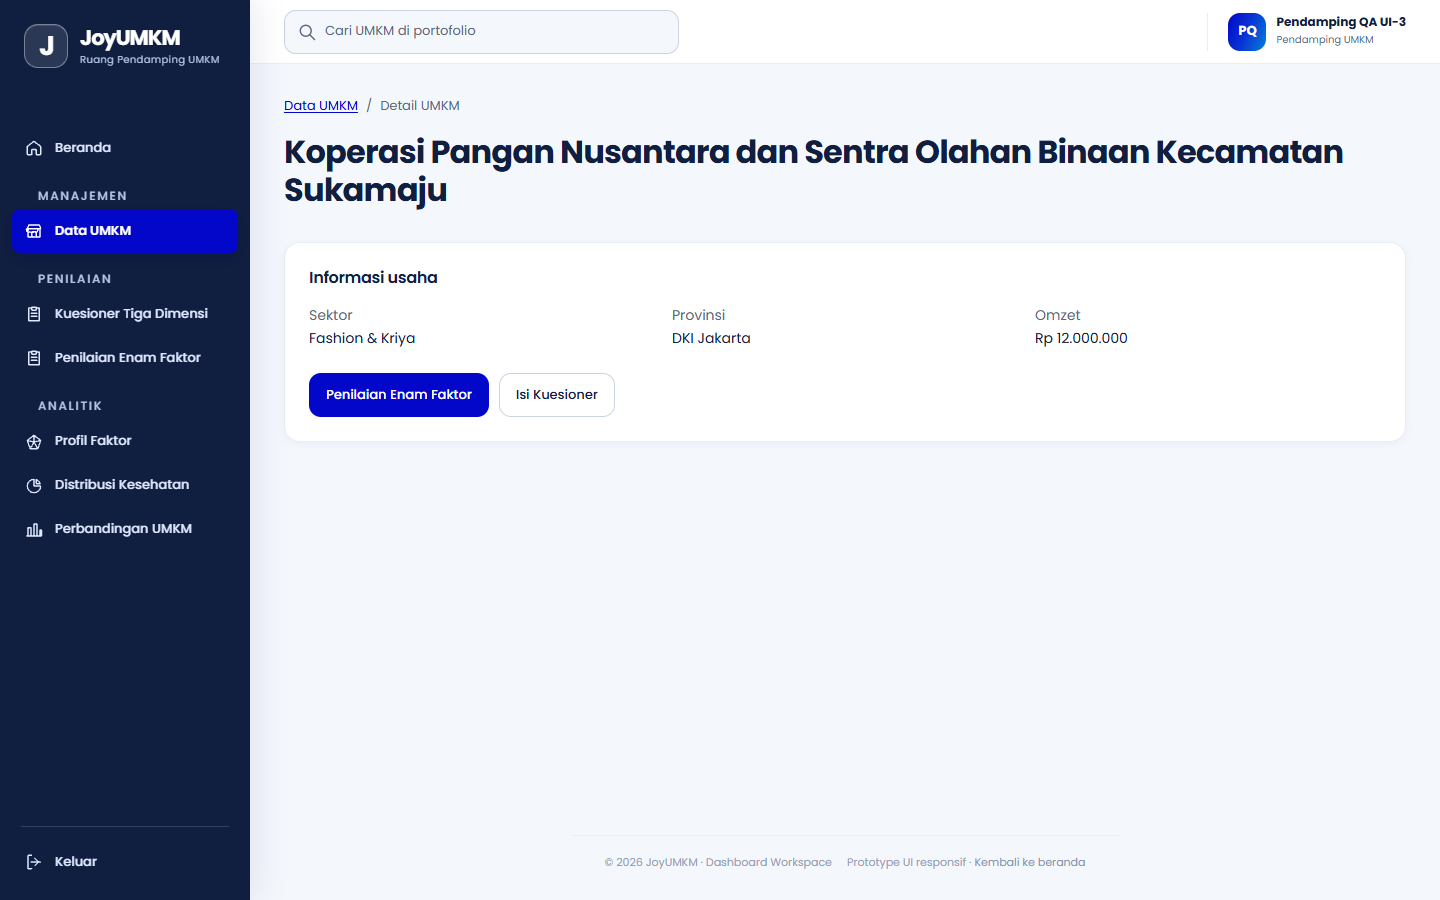 J
JoyUMKM
Ruang Pendamping UMKM
Beranda
MANAJEMEN
Data UMKM
PENILAIAN
Kuesioner Tiga Dimensi
Penilaian Enam Faktor
ANALITIK
Profil Faktor
Distribusi Kesehatan
Perbandingan UMKM
Keluar
Cari UMKM di portofolio
PQ
Pendamping QA UI-3
Pendamping UMKM
Data UMKM / Detail UMKM
Koperasi Pangan Nusantara dan Sentra Olahan Binaan Kecamatan
Sukamaju
Informasi usaha
Sektor Provinsi Omzet
Fashion & Kriya DKI Jakarta Rp 12.000.000
Penilaian Enam Faktor Isi Kuesioner
© 2026 JoyUMKM · Dashboard Workspace Prototype UI responsif · Kembali ke beranda